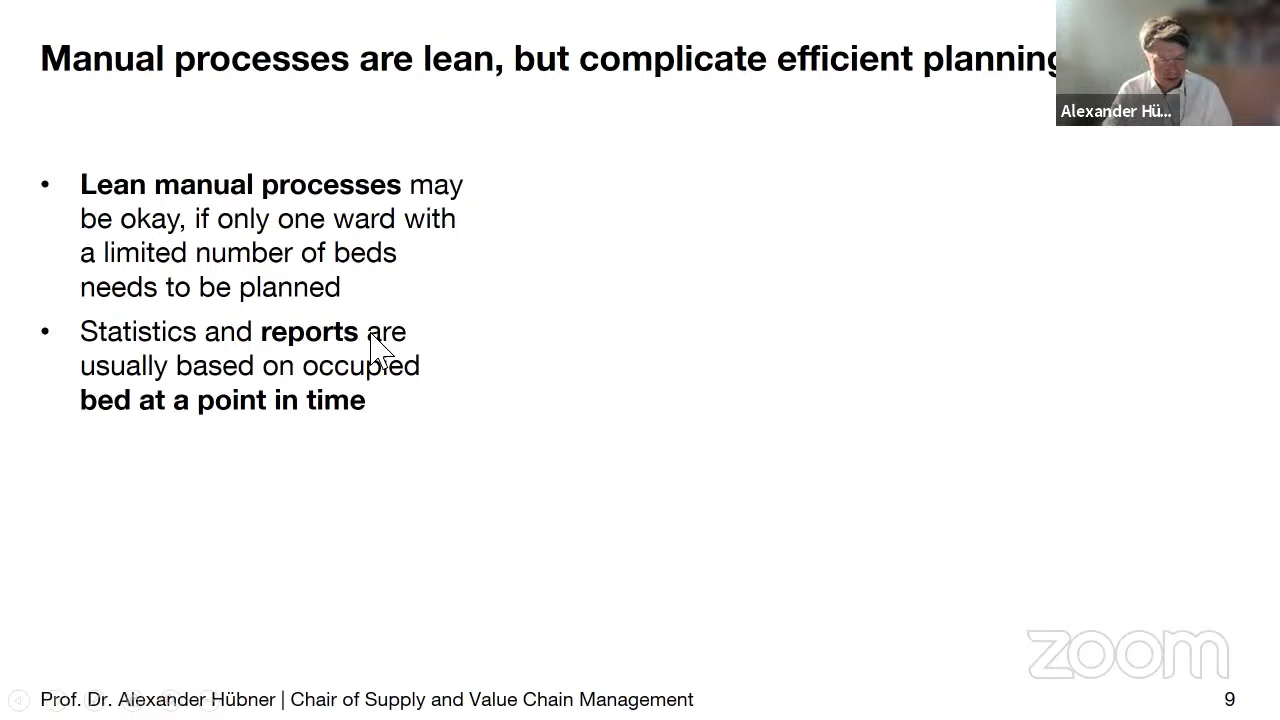 Manual processes are lean, but complicate efficient planning
Alexander Hü...
• Lean manual processes may
be okay, if only one ward with
a limited number of beds
needs to be planned
• Statistics and reports are
usually based on occupied
bed at a point in time
zoom
Prof. Dr. Alexander Hübner | Chair of Supply and Value Chain Management
9